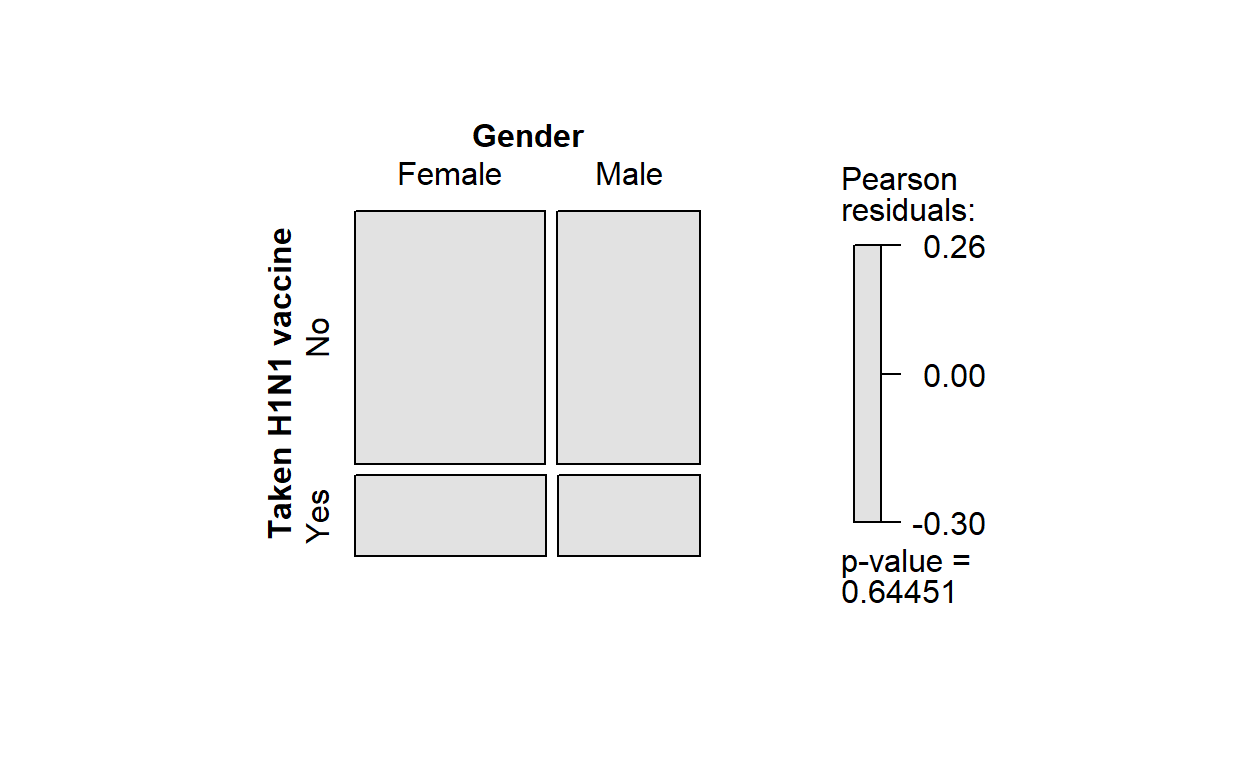 Gender
Female Male
Taken H1N1 vaccine
No
Yes
Pearson
residuals:
0.26
0.00
-0.30
p-value =
0.64451